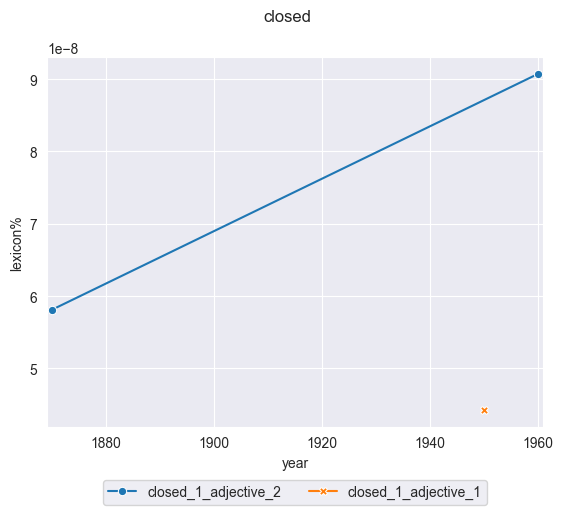 closed
1e−8
9
8
7
6
5
lexicon%
1880 1900 1920 1940 1960
year
closed_1_adjective_2 closed_1_adjective_1